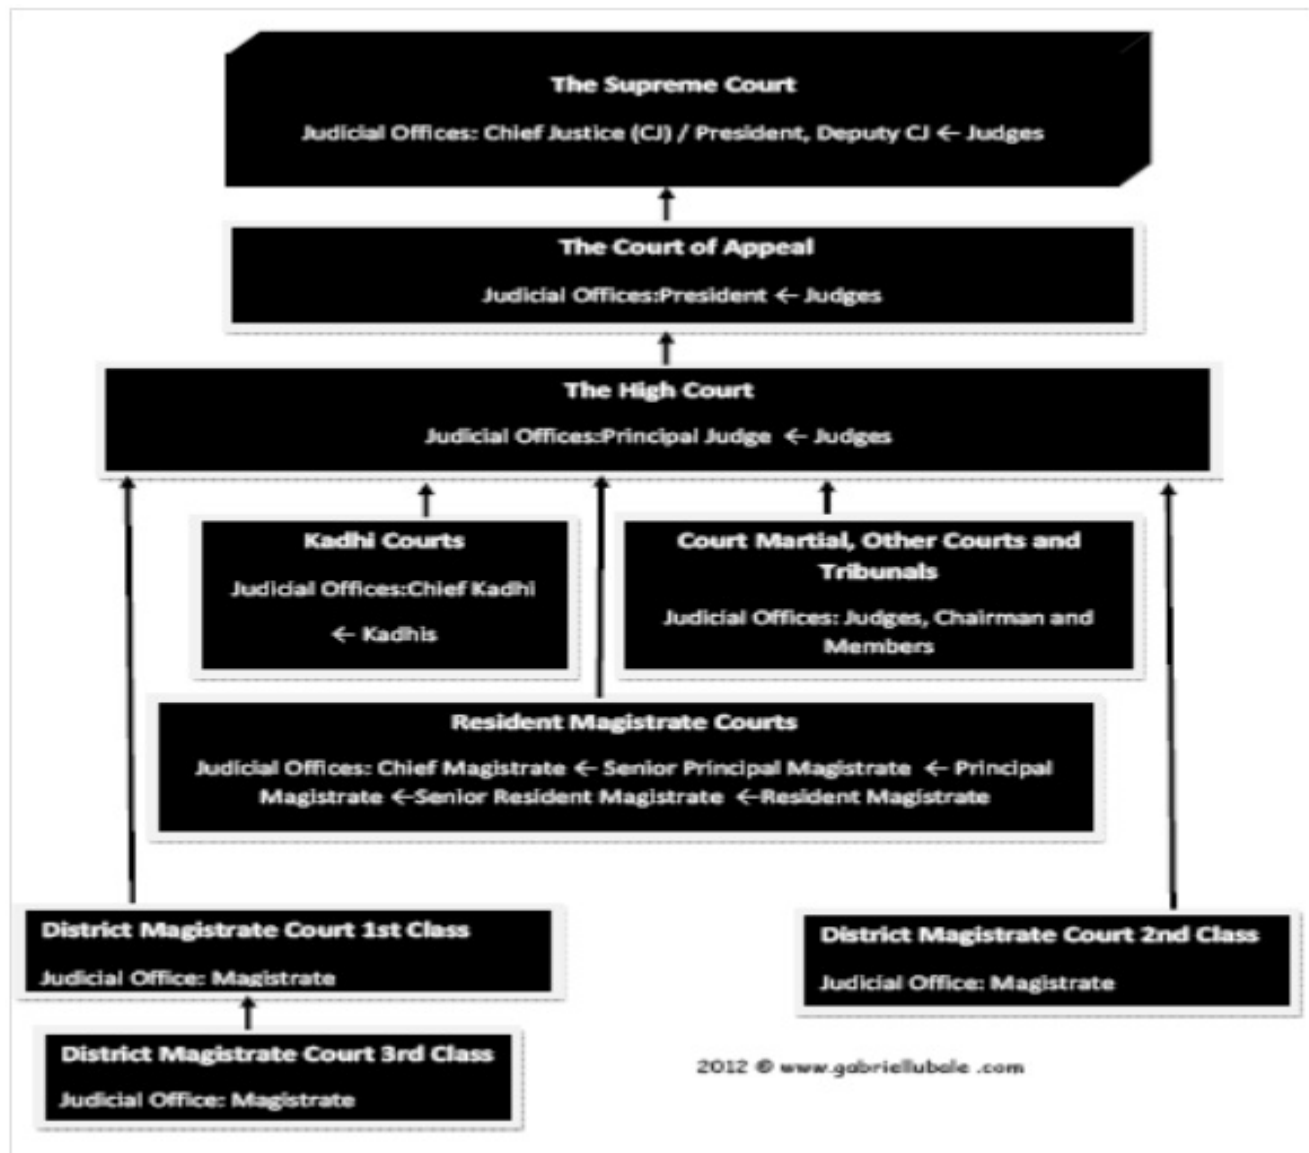 The Supreme Court
Judicial Offices: Chief Justice (CJ) / President, Deputy CJ ← Judges
The Court of Appeal
Judicial Offices:President ← Judges
The High Court
Judicial Offices:Principal Judge ← Judges
Kadhi Courts
Judicial Offices:Chief Kadhi
← Kadhis
Court Martial, Other Courts and
Tribunals
Judicial Offices: Judges, Chairman and
Members
Resident Magistrate Courts
Judicial Offices: Chief Magistrate ← Senior Principal Magistrate ← Principal
Magistrate ←Senior Resident Magistrate ←Resident Magistrate
District Magistrate Court 1st Class
Judicial Office: Magistrate
District Magistrate Court 2nd Class
Judicial Office: Magistrate
District Magistrate Court 3rd Class
Judicial Office: Magistrate
2012 © www.gabriellubale .com